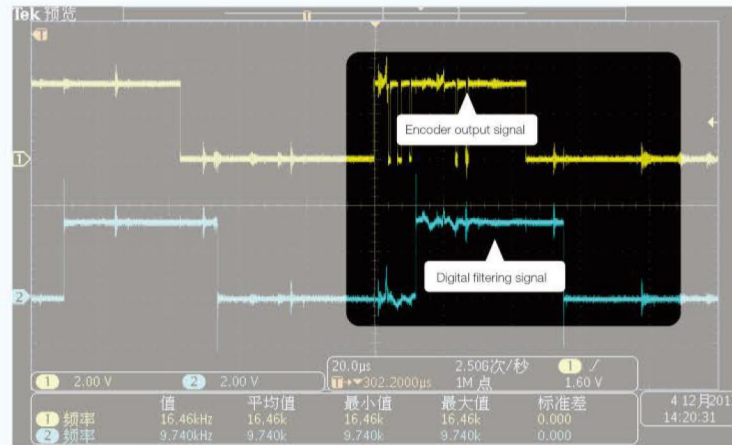 Tek 预览
T
T
Encoder output signal
1
Digital filtering signal
2
1 2.00 V 2 2.00 V
20.0µs 2.50G次/秒 1
T→▼302.2000µs 1M 点 1.60 V
值 平均值 最小值 最大值 标准差
1 频率 16.46kHz 16.46k 16.46k 16.46k 0.000
2 频率 9.740kHz 9.740k 9.740k 9.740k 0.000
4 12月201
14:20:31